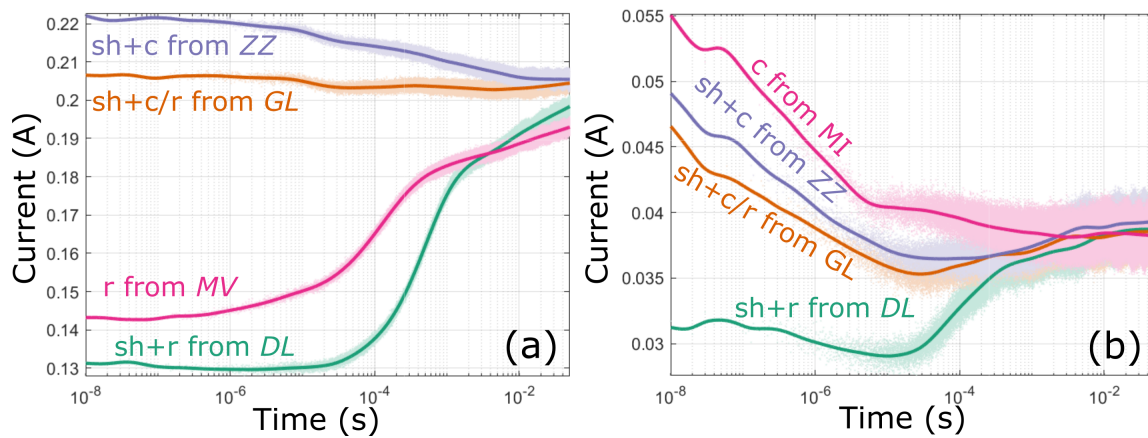 0.22
sh+c from ZZ
0.21
0.2
sh+c/r from GL
0.19
0.18
Current (A)
0.17
0.16
0.15
r from MV
0.14
sh+r from DL
(a)
0.13
10-8
10-6
10-4
10-2
Time (s)
0.055
0.05
c from MI
sh+c from ZZ
0.045
sh+c/r from GL
Current (A)
0.04
0.035
sh+r from DL
(b)
0.03
10-8
10-6
10-4
10-2
Time (s)